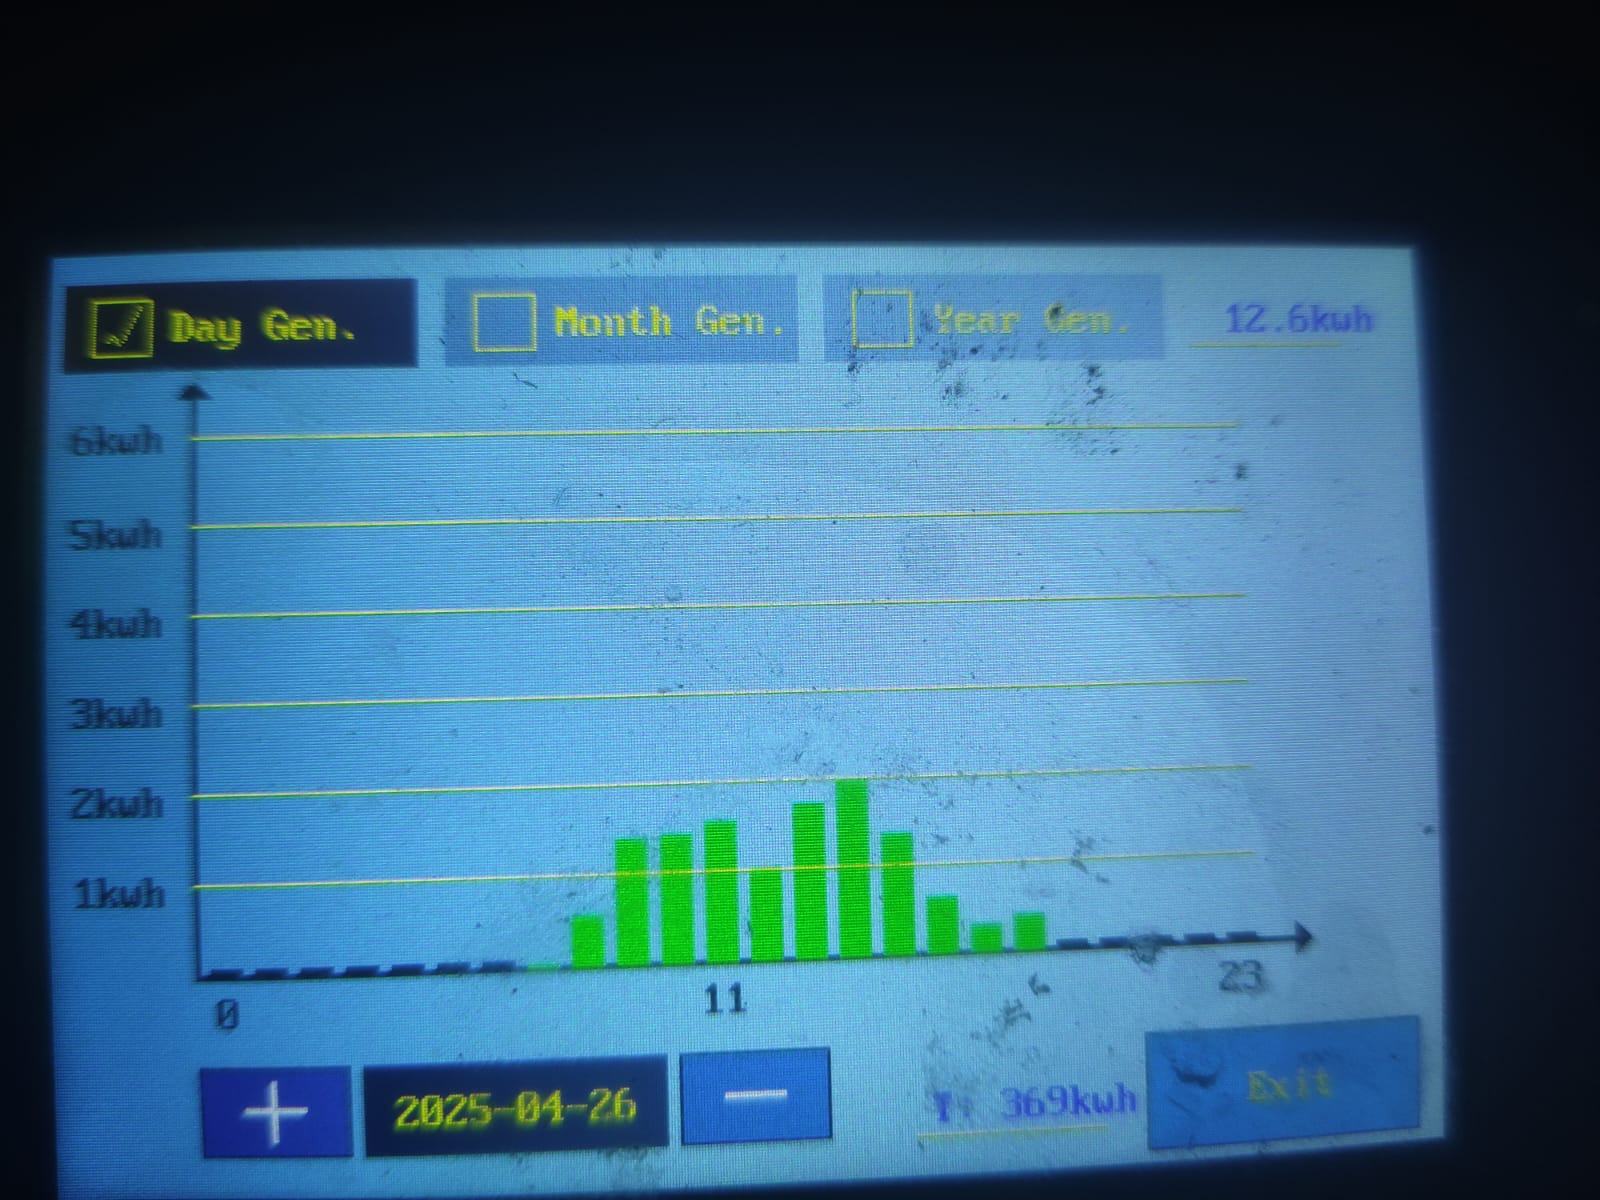 Day Gen. Month Gen. Year Gen. 12.6kwh
6kwh
5kwh
4kwh
3kwh
2kwh
1kwh
0 11 23
+ 2025-04-26 — T: 369kwh Exit